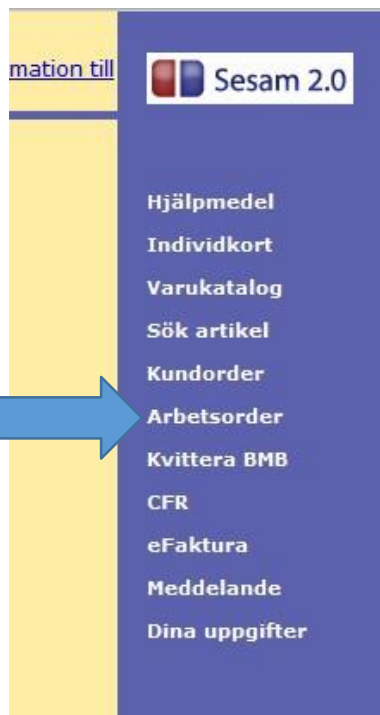 mation till
Sesam 2.0
Hjälpmedel
Individkort
Varukatalog
Sök artikel
Kundorder
Arbetsorder
Kvittera BMB
CFR
eFaktura
Meddelande
Dina uppgifter